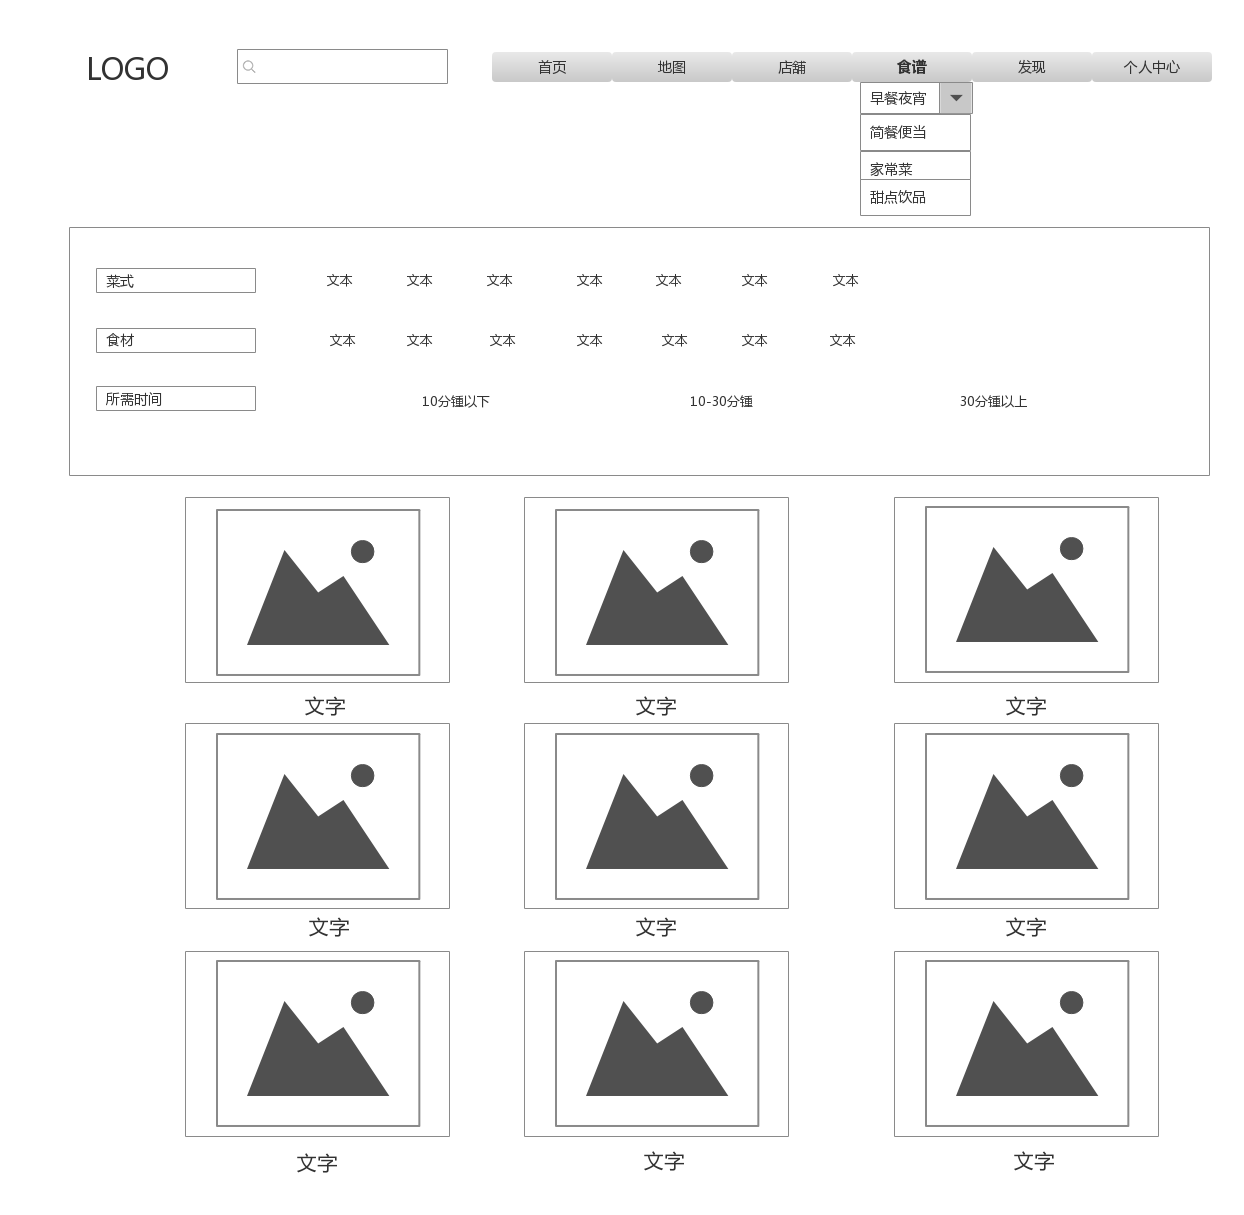 LOGO
首页 地图 店舖 食谱 发现 个人中心
早餐夜宵
简餐便当
家常菜
甜点饮品
菜式 文本 文本 文本 文本 文本 文本 文本
食材 文本 文本 文本 文本 文本 文本 文本
所需时间 10分锺以下 10-30分锺 30分锺以上
文字 文字 文字
文字 文字 文字
文字 文字 文字